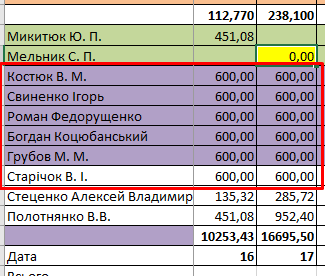 112,770 238,100
Микитюк Ю. П. 451,08
Мельник С. П. 0,00
Костюк В. М. 600,00 600,00
Свиненко Ігорь 600,00 600,00
Роман Федорущенко 600,00 600,00
Богдан Коцюбанський 600,00 600,00
Грубов М. М. 600,00 600,00
Старічок В. І. 600,00 600,00
Стеценко Алексей Владимир 135,32 285,72
Полотнянко В.В. 451,08 952,40
10253,43 16695,50
Дата 16 17
Всього